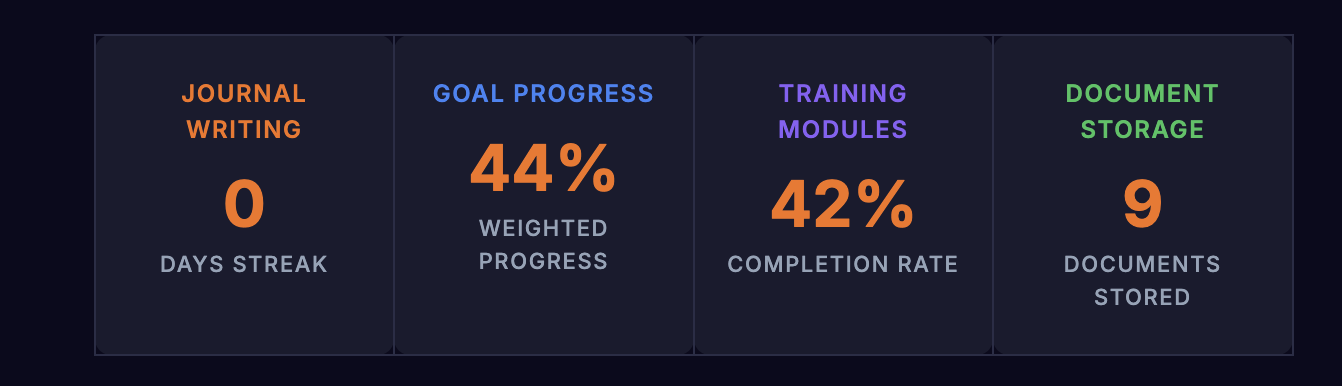 JOURNAL
WRITING
0
DAYS STREAK
GOAL PROGRESS
44%
WEIGHTED
PROGRESS
TRAINING
MODULES
42%
COMPLETION RATE
DOCUMENT
STORAGE
9
DOCUMENTS
STORED